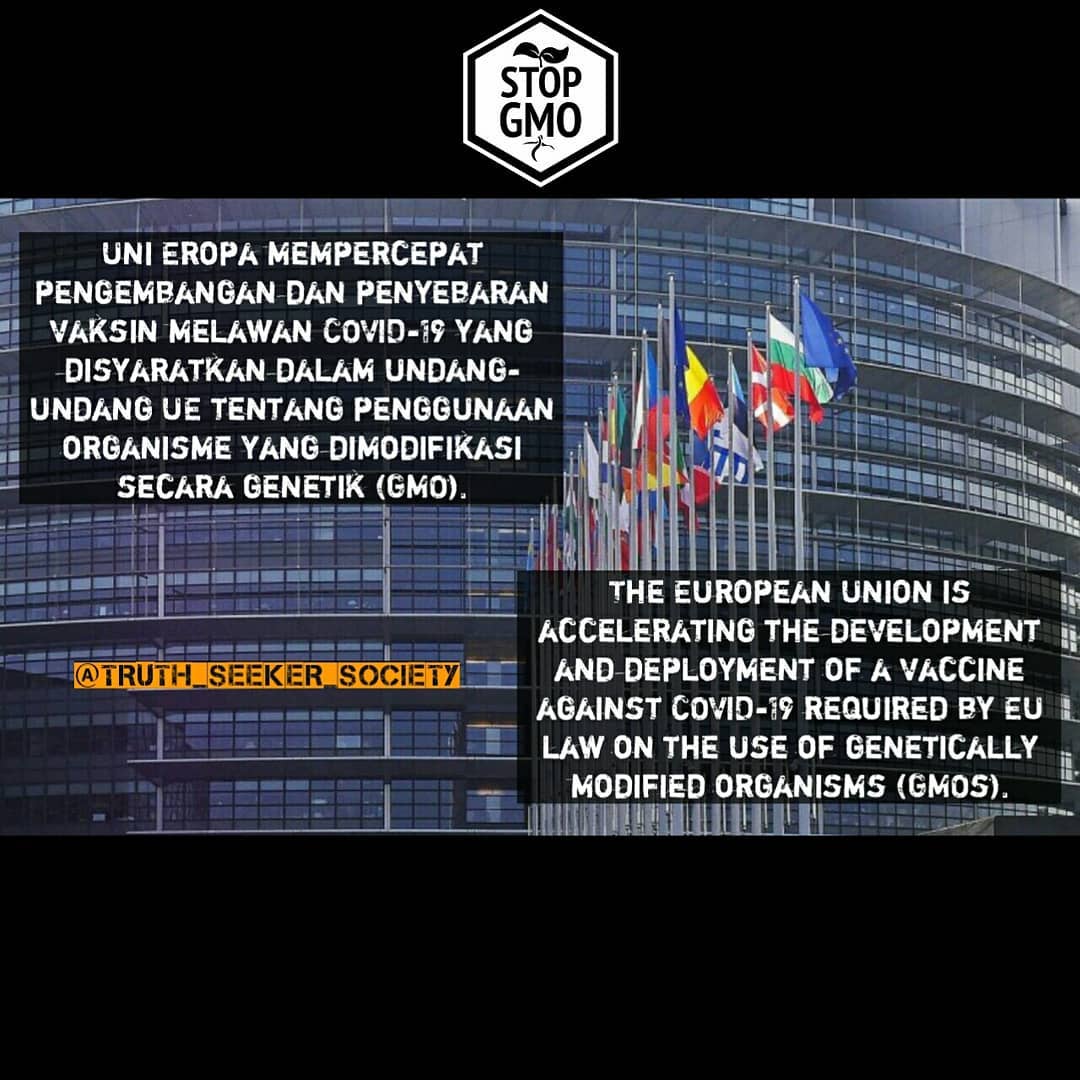 STOP
GMO
UNI EROPA MEMPERCEPAT
PENGEMBANGAN DAN PENYEBARAN
VAKSIN MELAWAN COVID-19 YANG
DISYARATKAN DALAM UNDANG-
UNDANG UE TENTANG PENGGUNAAN
ORGANISME YANG DIMODIFIKASI
SECARA GENETIK (GMO).
@TRUTH_SEEKER_SOCIETY
THE EUROPEAN UNION IS
ACCELERATING THE DEVELOPMENT
AND DEPLOYMENT OF A VACCINE
AGAINST COVID-19 REQUIRED BY EU
LAW ON THE USE OF GENETICALLY
MODIFIED ORGANISMS (GMOS).